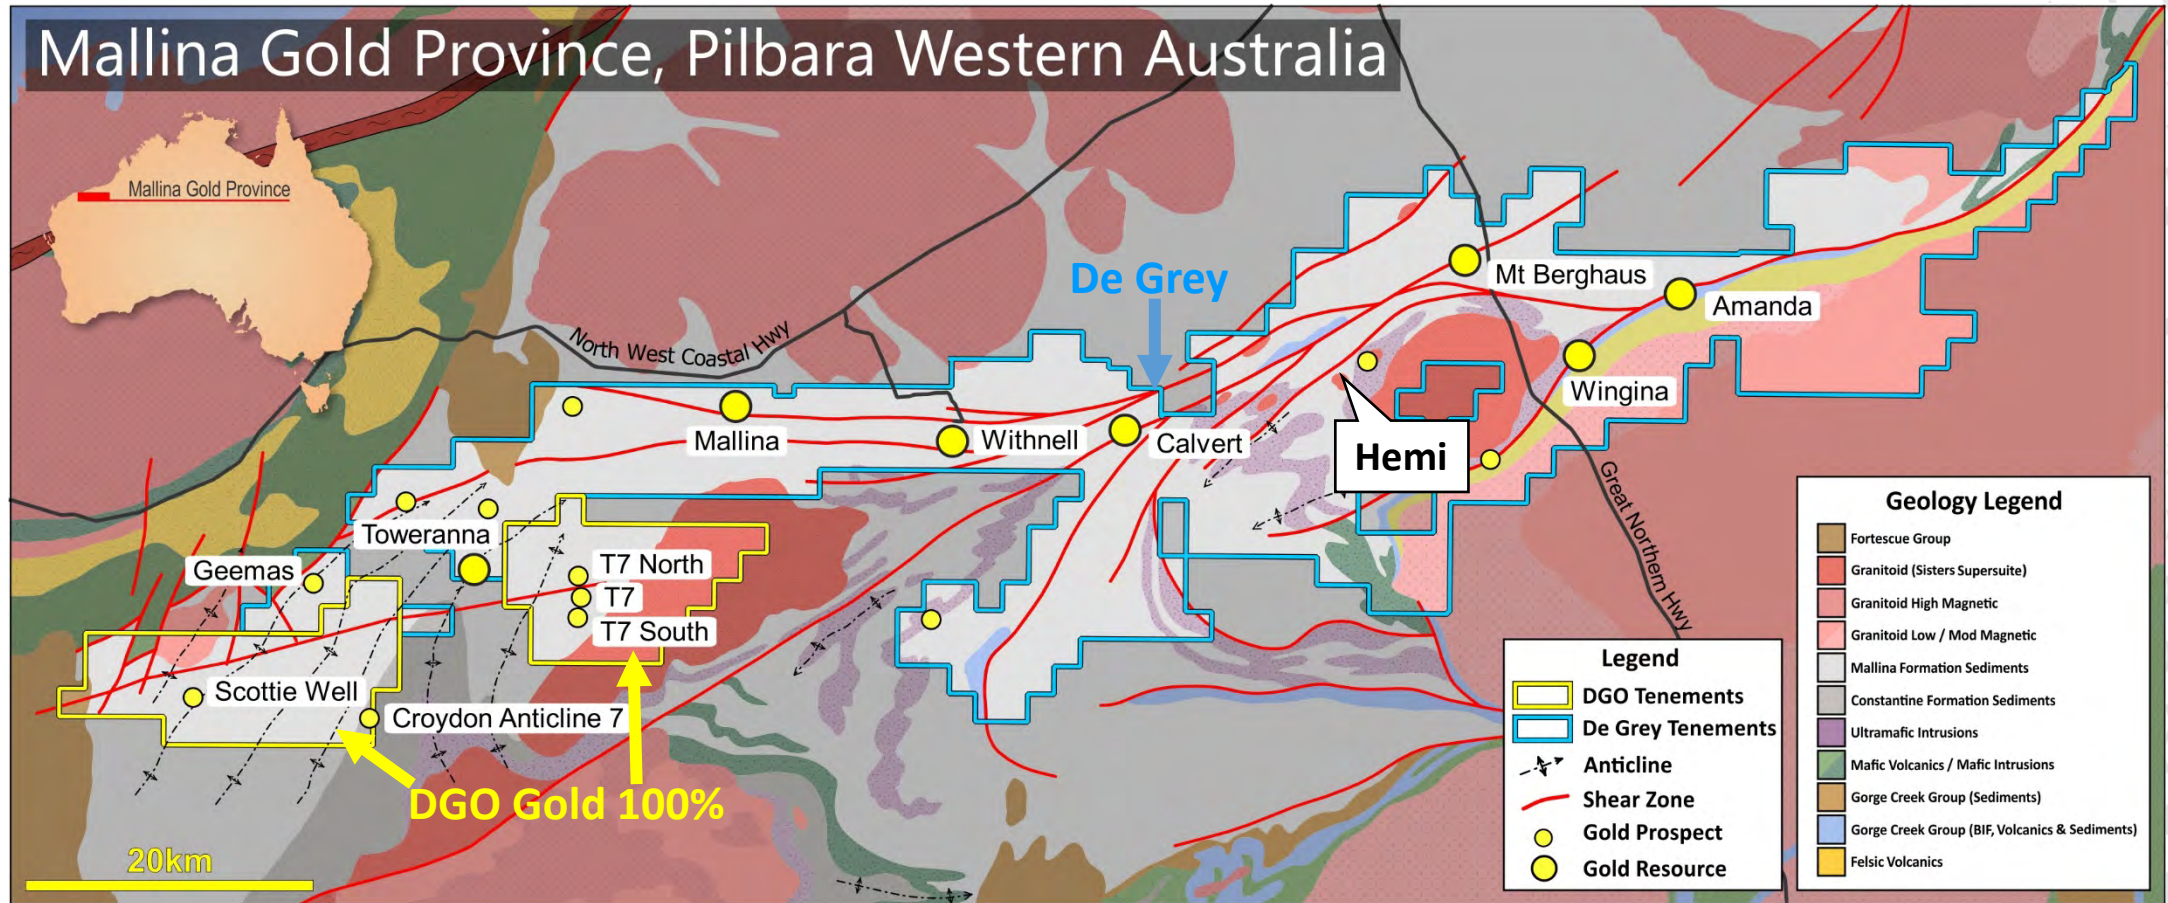 Mallina Gold Province, Pilbara Western Australia
Mallina Gold Province
North West Coastal Hwy
De Grey
Mt Berghaus
Amanda
Wingina
Mallina
Withnell
Calvert
Hemi
Great Northern Hwy
Toweranna
Geemas
T7 North
T7
T7 South
Scottie Well
Croydon Anticline 7
DGO Gold 100%
20km
Legend
DGO Tenements
De Grey Tenements
Anticline
Shear Zone
Gold Prospect
Gold Resource
Geology Legend
Fortescue Group
Granitoid (Sisters Supersuite)
Granitoid High Magnetic
Granitoid Low / Mod Magnetic
Mallina Formation Sediments
Constantine Formation Sediments
Ultramafic Intrusions
Mafic Volcanics / Mafic Intrusions
Gorge Creek Group (Sediments)
Gorge Creek Group (BIF, Volcanics & Sediments)
Felsic Volcanics